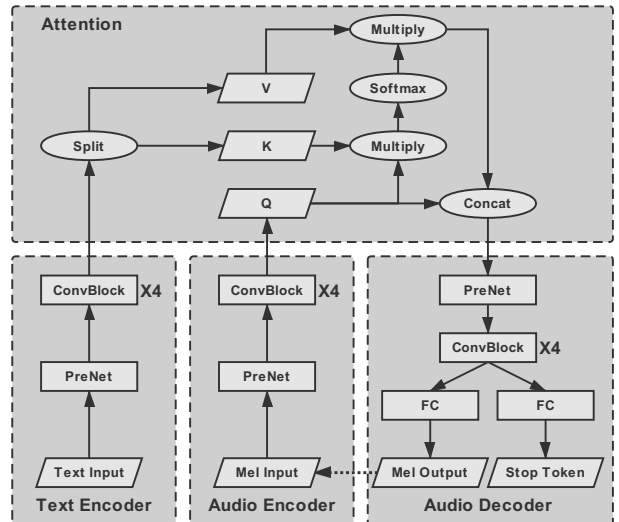 Attention
Multiply
V
Softmax
Split
K
Multiply
Q
Concat
ConvBlock X4
PreNet
Text Input
Text Encoder
ConvBlock X4
PreNet
Mel Input
Audio Encoder
PreNet
ConvBlock X4
FC
FC
Mel Output
Stop Token
Audio Decoder